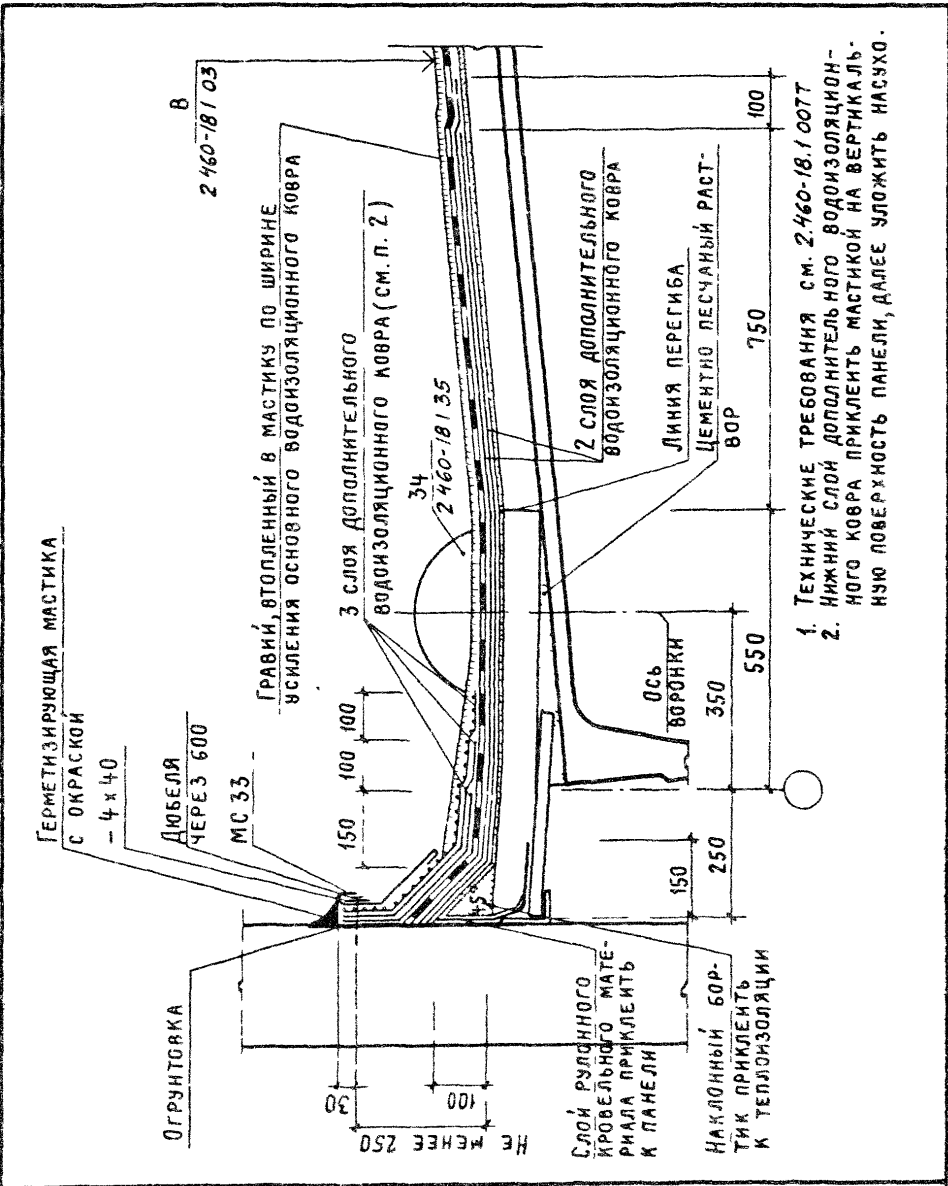 Герметизирующая мастика
с окраской
– 4 x 40
Дюбеля
через 600
МС 33
Огрунтовка
В
2 460-18 1 03
Гравий, втопленный в мастику по ширине
усиления основного водоизоляционного ковра
3 слоя дополнительного
водоизоляционного ковра (см. п. 2)
34
2 460-18 1 35
150
100
100
30
100
Не менее 250
45°
2 слоя дополнительного
водоизоляционного ковра
Линия перегиба
Цементно песчаный раст-
вор
Ось
воронки
Слой рулонного
кровельного мате-
риала приклеить
к панели
Наклонный бор-
тик приклеить
к теплоизоляции
150
250
350
550
750
100
1. Технические требования см. 2.460-18.1 00ТТ
2. Нижний слой дополнительного водоизоляцион-
ного ковра приклеить мастикой на вертикаль-
ную поверхность панели, далее уложить насухо.